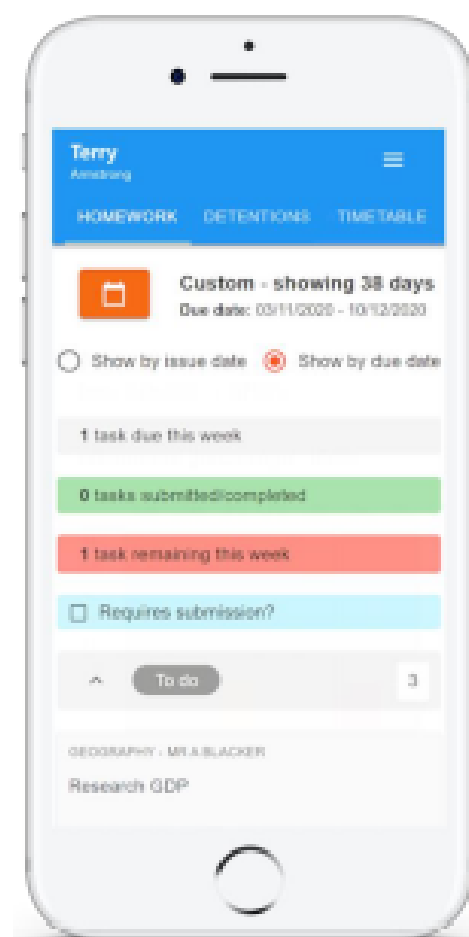 Terry
Armstrong
HOMEWORK DETENTIONS TIMETABLE
Custom - showing 38 days
Due date: 03/11/2020 - 10/12/2020
Show by issue date Show by due date
1 task due this week
0 tasks submitted/completed
1 task remaining this week
Requires submission?
To do 3
GEOGRAPHY - MR A BLACKER
Research GDP